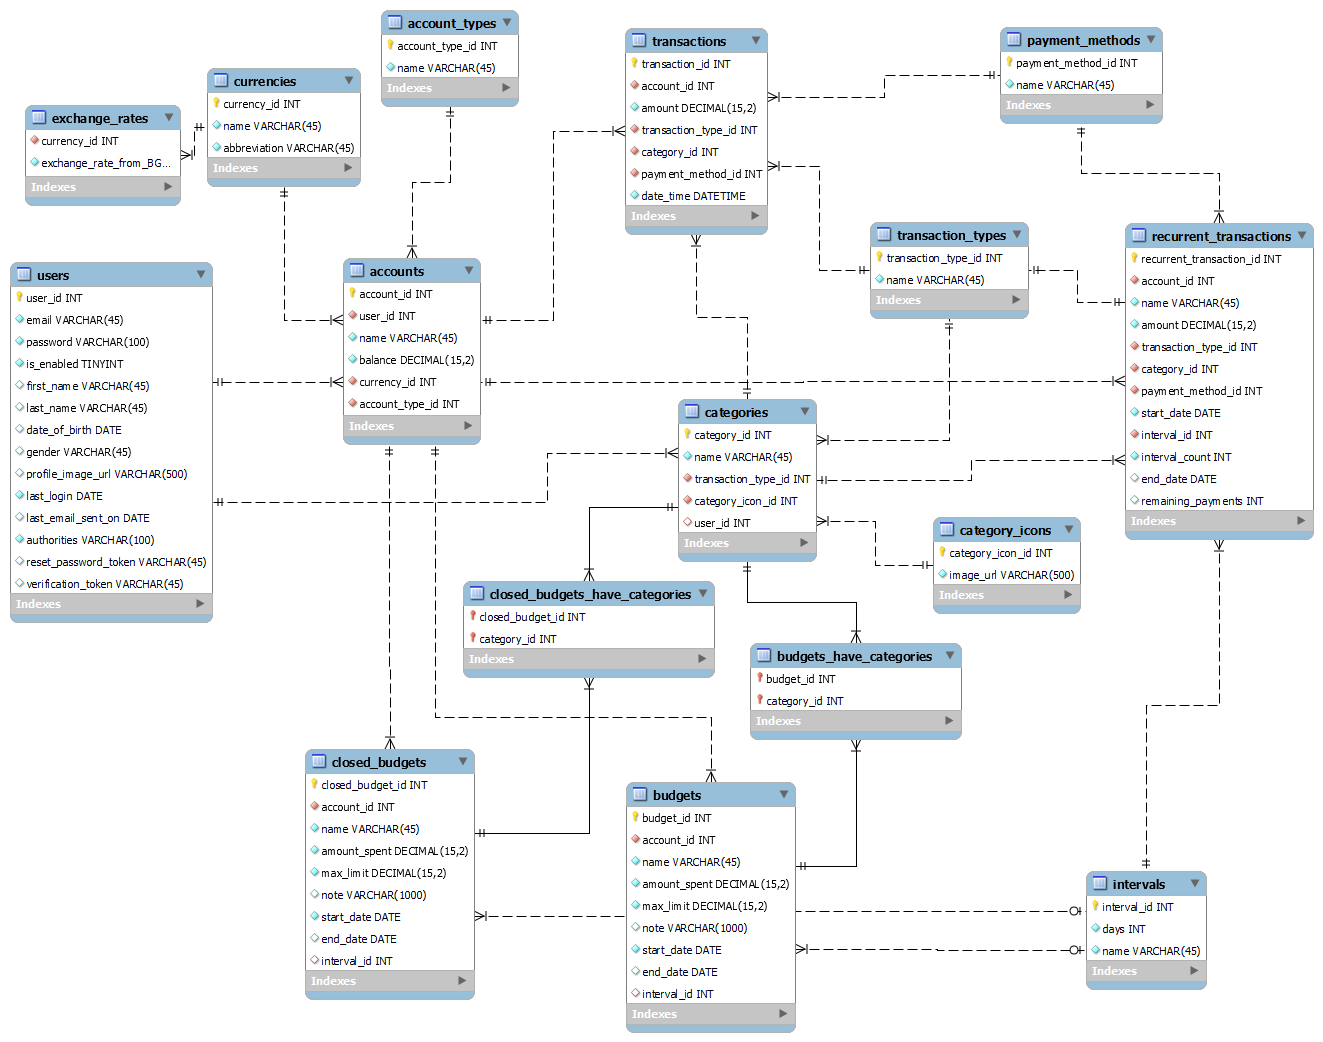 account_types
account_type_id INT
name VARCHAR(45)
Indexes
transactions
transaction_id INT
account_id INT
amount DECIMAL(15,2)
transaction_type_id INT
category_id INT
payment_method_id INT
date_time DATETIME
Indexes
payment_methods
payment_method_id INT
name VARCHAR(45)
Indexes
currencies
currency_id INT
name VARCHAR(45)
abbreviation VARCHAR(45)
Indexes
exchange_rates
currency_id INT
exchange_rate_from_BG...
Indexes
transaction_types
transaction_type_id INT
name VARCHAR(45)
Indexes
recurrent_transactions
recurrent_transaction_id INT
account_id INT
name VARCHAR(45)
amount DECIMAL(15,2)
transaction_type_id INT
category_id INT
payment_method_id INT
start_date DATE
interval_id INT
interval_count INT
end_date DATE
remaining_payments INT
Indexes
users
user_id INT
email VARCHAR(45)
password VARCHAR(100)
is_enabled TINYINT
first_name VARCHAR(45)
last_name VARCHAR(45)
date_of_birth DATE
gender VARCHAR(45)
profile_image_url VARCHAR(500)
last_login DATE
last_email_sent_on DATE
authorities VARCHAR(100)
reset_password_token VARCHAR(45)
verification_token VARCHAR(45)
Indexes
accounts
account_id INT
user_id INT
name VARCHAR(45)
balance DECIMAL(15,2)
currency_id INT
account_type_id INT
Indexes
categories
category_id INT
name VARCHAR(45)
transaction_type_id INT
category_icon_id INT
user_id INT
Indexes
category_icons
category_icon_id INT
image_url VARCHAR(500)
Indexes
closed_budgets_have_categories
closed_budget_id INT
category_id INT
Indexes
budgets_have_categories
budget_id INT
category_id INT
Indexes
closed_budgets
closed_budget_id INT
account_id INT
name VARCHAR(45)
amount_spent DECIMAL(15,2)
max_limit DECIMAL(15,2)
note VARCHAR(1000)
start_date DATE
end_date DATE
interval_id INT
Indexes
budgets
budget_id INT
account_id INT
name VARCHAR(45)
amount_spent DECIMAL(15,2)
max_limit DECIMAL(15,2)
note VARCHAR(1000)
start_date DATE
end_date DATE
interval_id INT
Indexes
intervals
interval_id INT
days INT
name VARCHAR(45)
Indexes